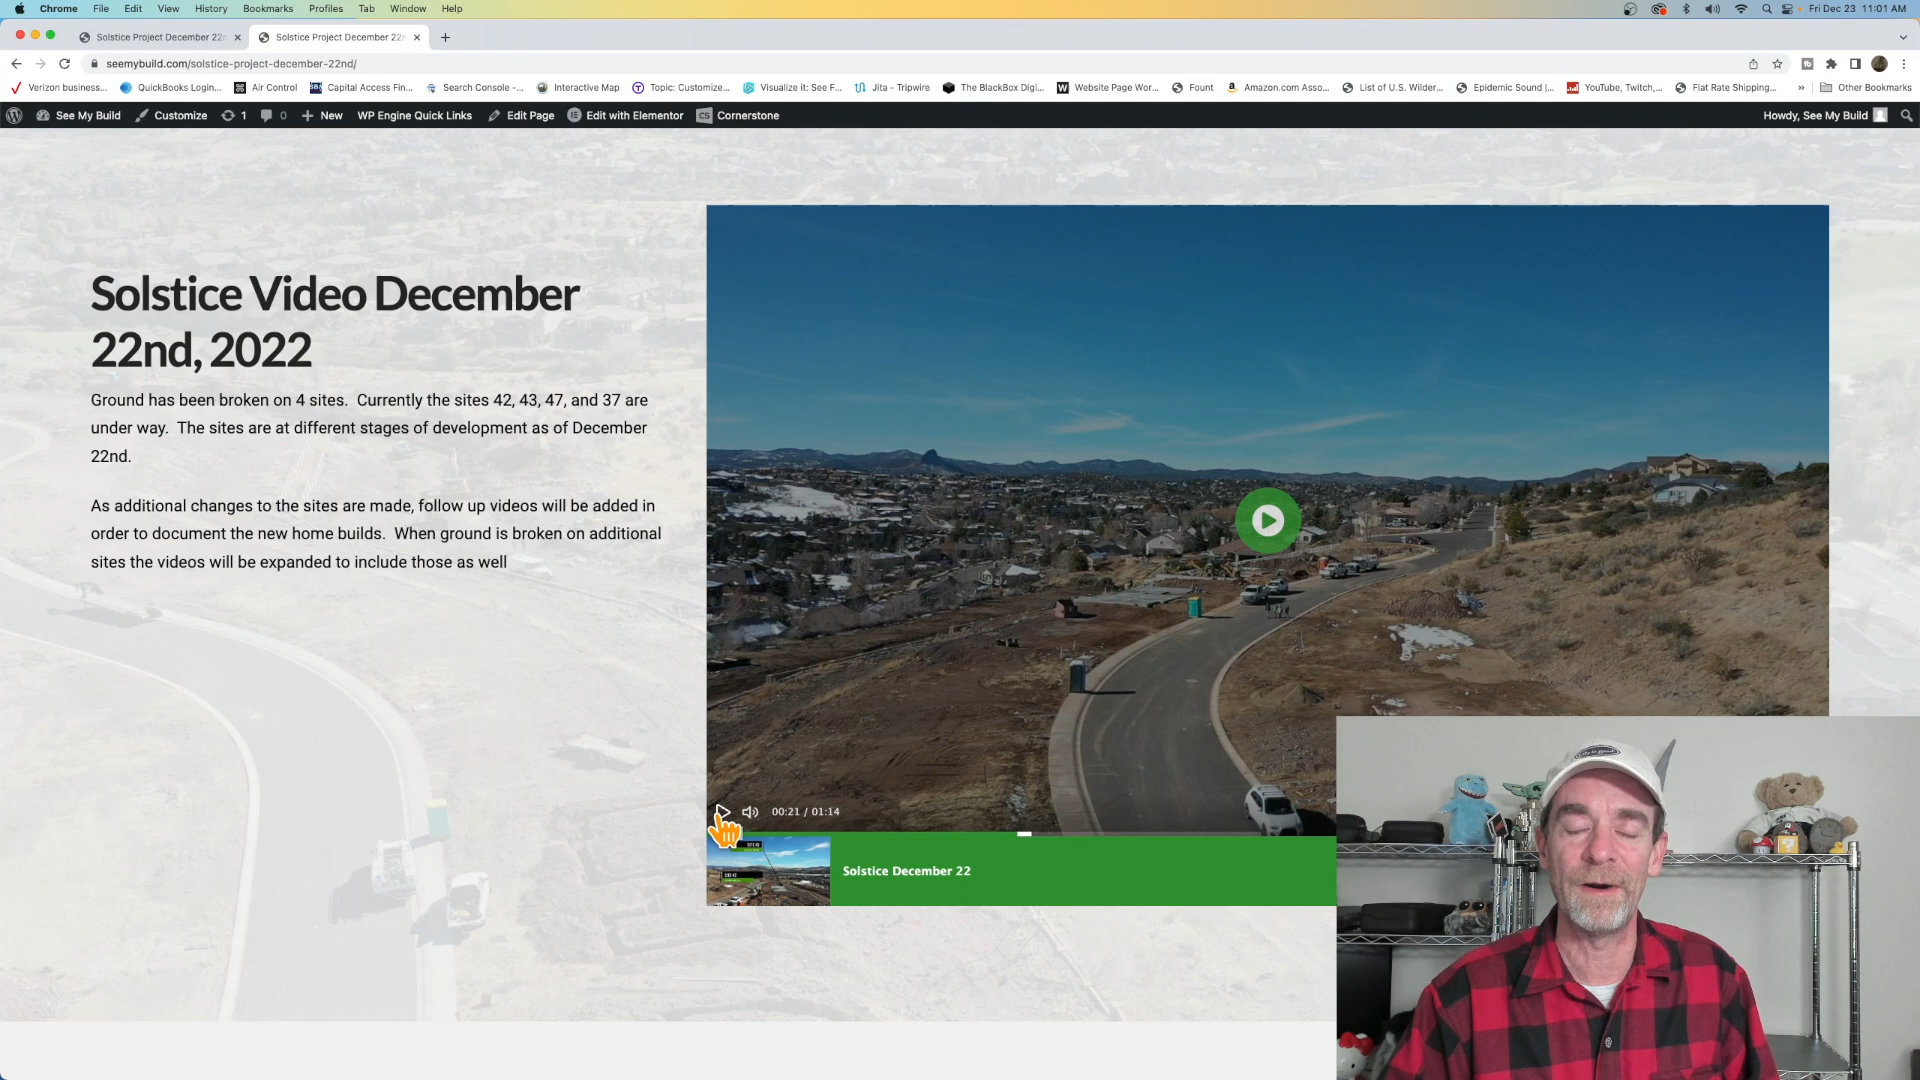 Chrome File Edit View History Bookmarks Profiles Tab Window Help
Fri Dec 23 11:01 AM
Solstice Project December 22n
Solstice Project December 22n
seemybuild.com/solstice-project-december-22nd/
Verizon business... QuickBooks Login... Air Control Capital Access Fin... Search Console -... Interactive Map Topic: Customize... Visualize it: See F... Jita - Tripwire The BlackBox Digi... Website Page Wor... Fount Amazon.com Asso... List of U.S. Wilder... Epidemic Sound |... YouTube, Twitch,... Flat Rate Shipping... » Other Bookmarks
See My Build Customize 1 0 New WP Engine Quick Links Edit Page Edit with Elementor CS Cornerstone Howdy, See My Build
Solstice Video December
22nd, 2022
Ground has been broken on 4 sites. Currently the sites 42, 43, 47, and 37 are
under way. The sites are at different stages of development as of December
22nd.
As additional changes to the sites are made, follow up videos will be added in
order to document the new home builds. When ground is broken on additional
sites the videos will be expanded to include those as well
00:21 / 01:14
Solstice December 22